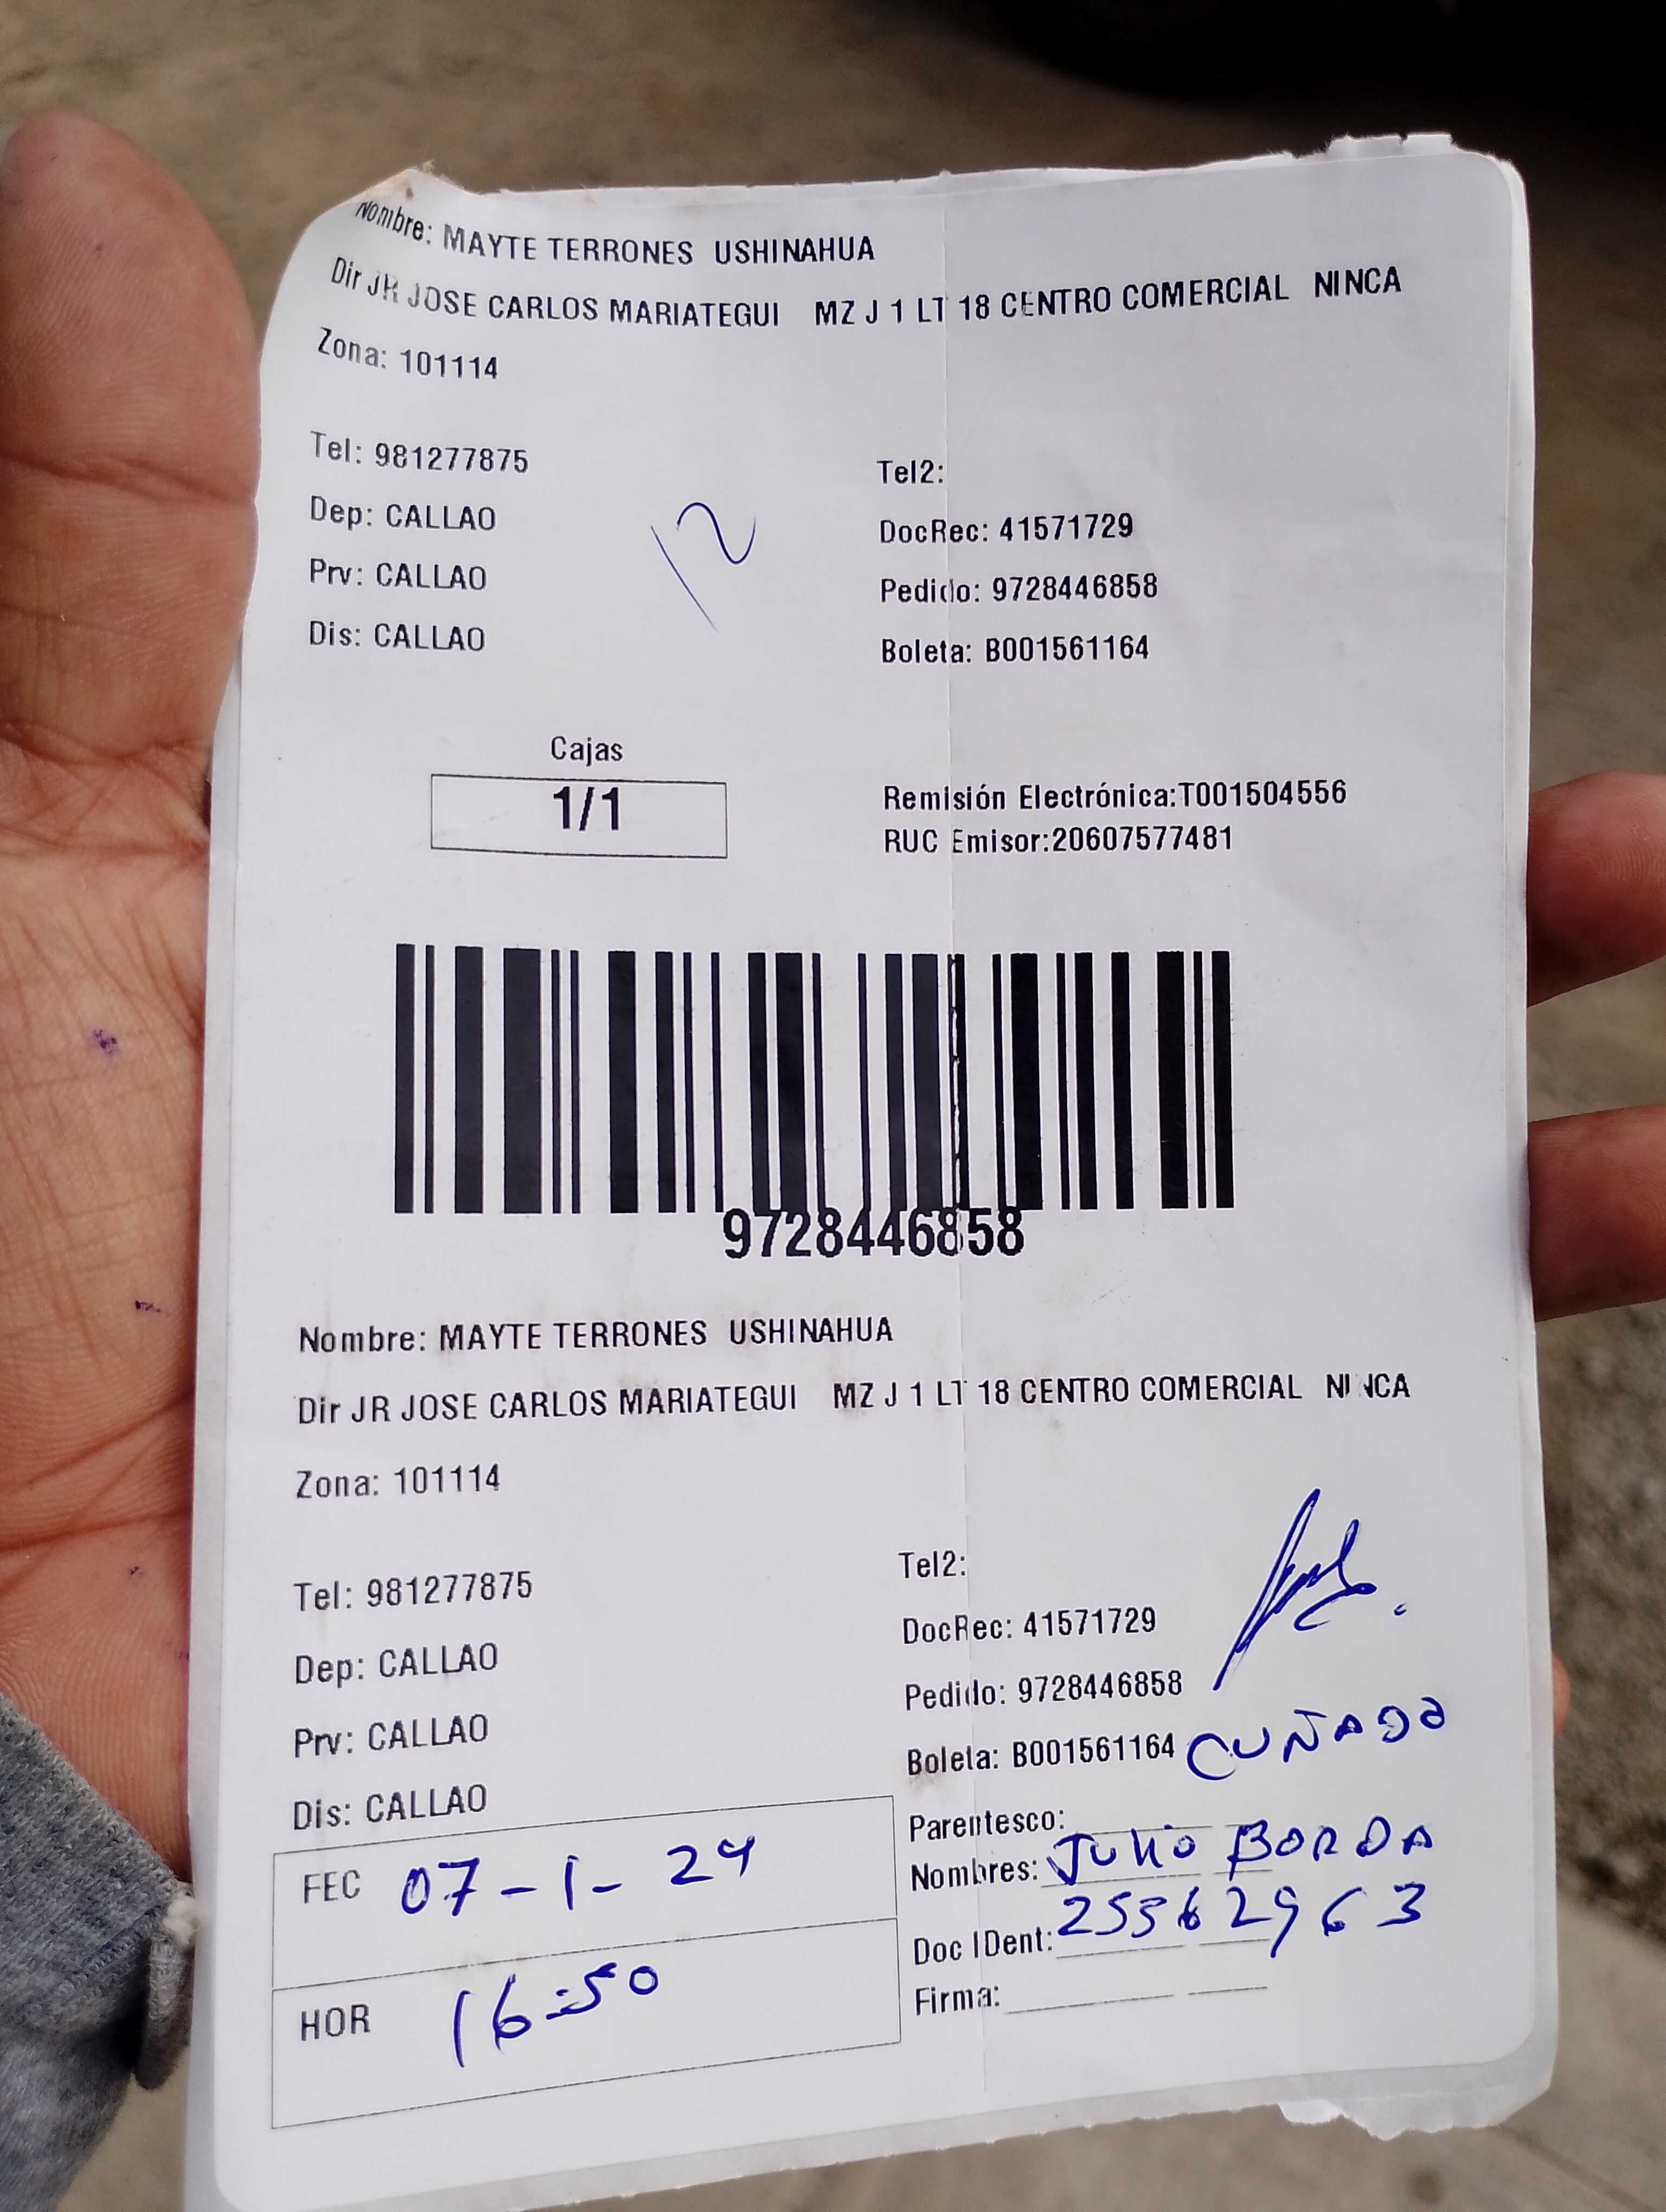 Nombre: MAYTE TERRONES USHINAHUA
Dir JR JOSE CARLOS MARIATEGUI MZ J 1 LT 18 CENTRO COMERCIAL NINCA
Zona: 101114
Tel: 981277875
Tel2:
Dep: CALLAO
DocRec: 41571729
Prv: CALLAO
Pedido: 9728446858
Dis: CALLAO
Boleta: B001561164
12
Cajas
1/1
Remisión Electrónica:T001504556
RUC Emisor:20607577481
9728446858
Nombre: MAYTE TERRONES USHINAHUA
Dir JR JOSE CARLOS MARIATEGUI MZ J 1 LT 18 CENTRO COMERCIAL NINCA
Zona: 101114
Tel: 981277875
Tel2:
Dep: CALLAO
DocRec: 41571729
Prv: CALLAO
Pedido: 9728446858
Dis: CALLAO
Boleta: B001561164 CUÑADO
Parentesco:
FEC 07-1-24
Nombres: JULIO BORDA
Doc IDent: 25562963
HOR 16:50
Firma: